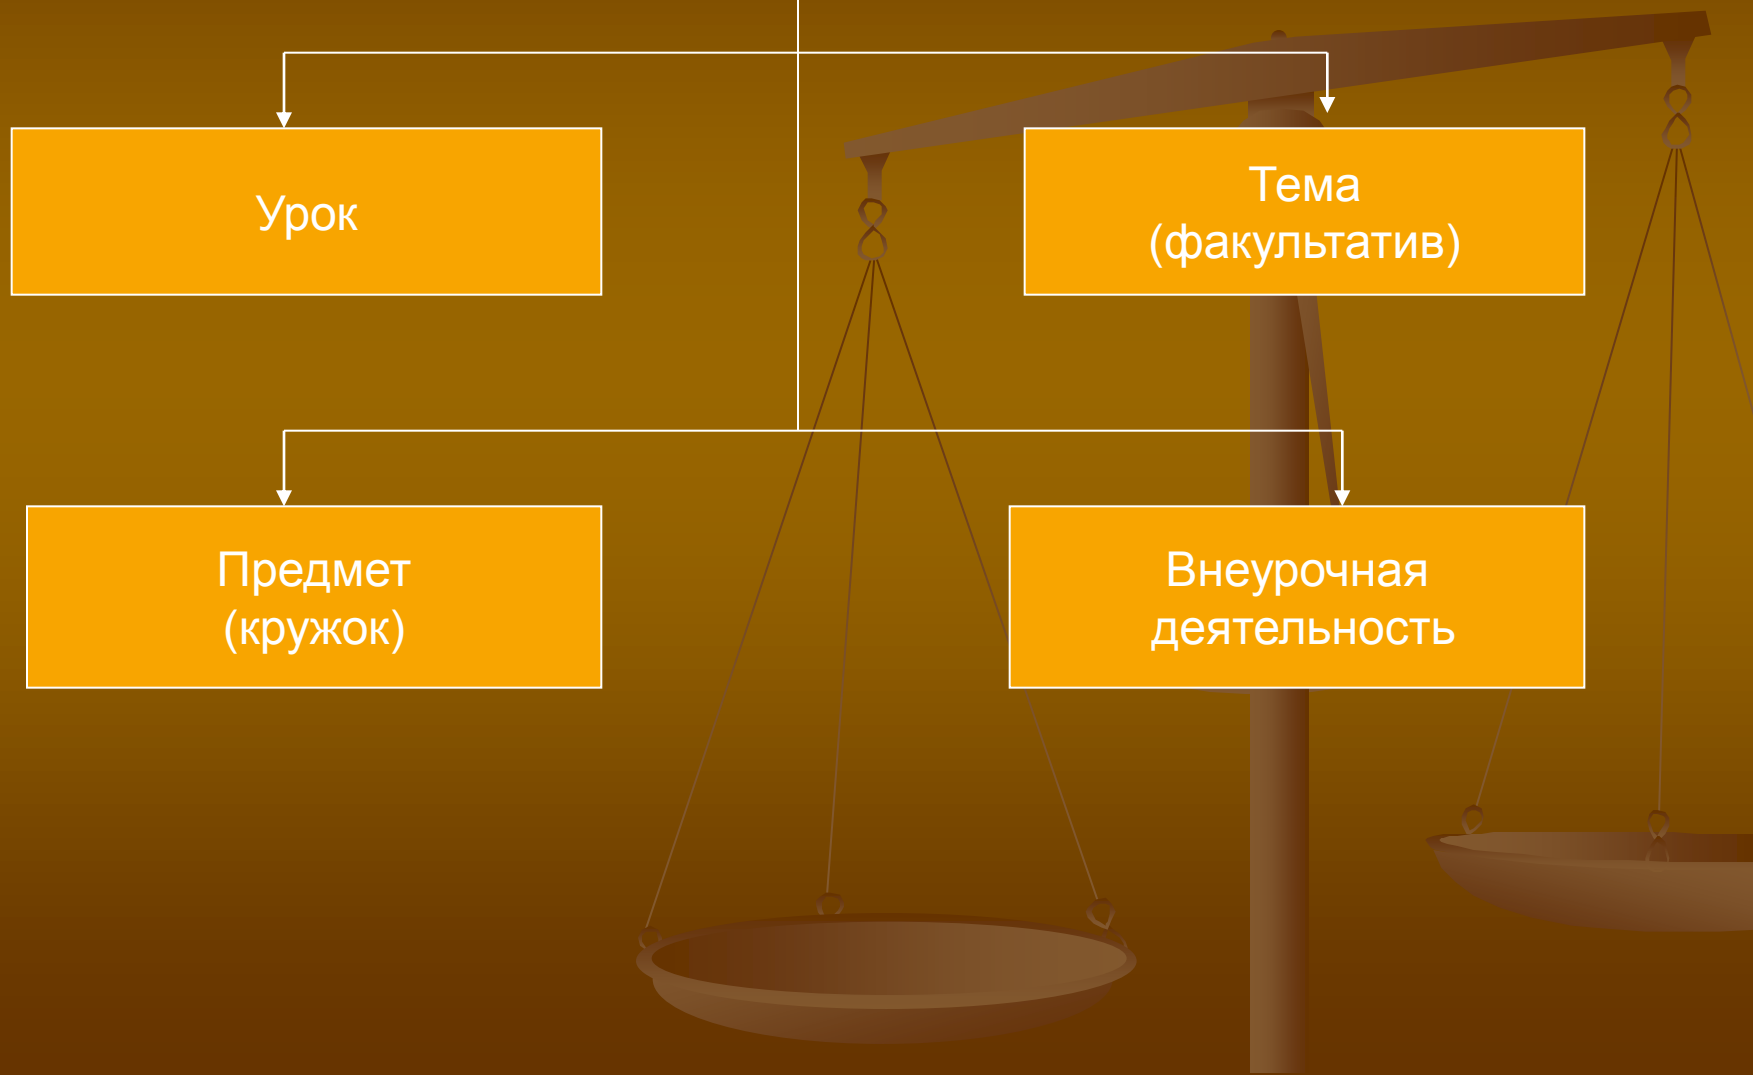 Урок
Тема
(факультатив)
Предмет
(кружок)
Внеурочная
деятельность